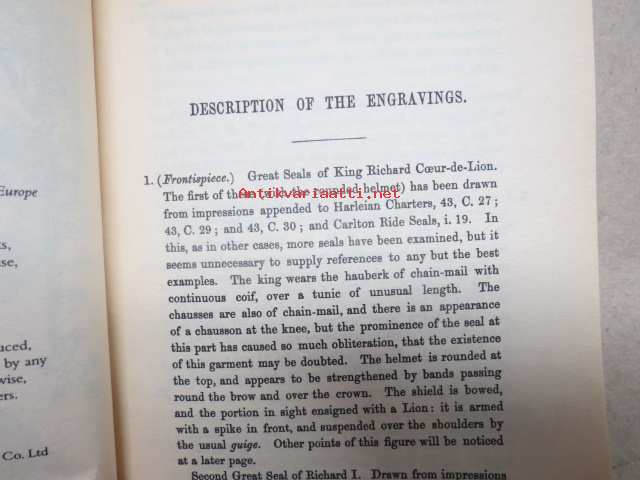 Europe
ts,
ise,
uced,
by any
wise,
ers.
Co. Ltd
DESCRIPTION OF THE ENGRAVINGS.
1. (Frontispiece.) Great Seals of King Richard Cœur-de-Lion.
The first of them (with the rounded helmet) has been drawn
from impressions appended to Harleian Charters, 43, C. 27;
43, C. 29; and 43, C. 30; and Carlton Ride Seals, i. 19. In
this, as in other cases, more seals have been examined, but it
seems unnecessary to supply references to any but the best
examples. The king wears the hauberk of chain-mail with
continuous coif, over a tunic of unusual length. The
chausses are also of chain-mail, and there is an appearance
of a chausson at the knee, but the prominence of the seal at
this part has caused so much obliteration, that the existence
of this garment may be doubted. The helmet is rounded at
the top, and appears to be strengthened by bands passing
round the brow and over the crown. The shield is bowed,
and the portion in sight ensigned with a Lion: it is armed
with a spike in front, and suspended over the shoulders by
the usual guige. Other points of this figure will be noticed
at a later page.
Second Great Seal of Richard I. Drawn from impressions
Antikvariaatti.net